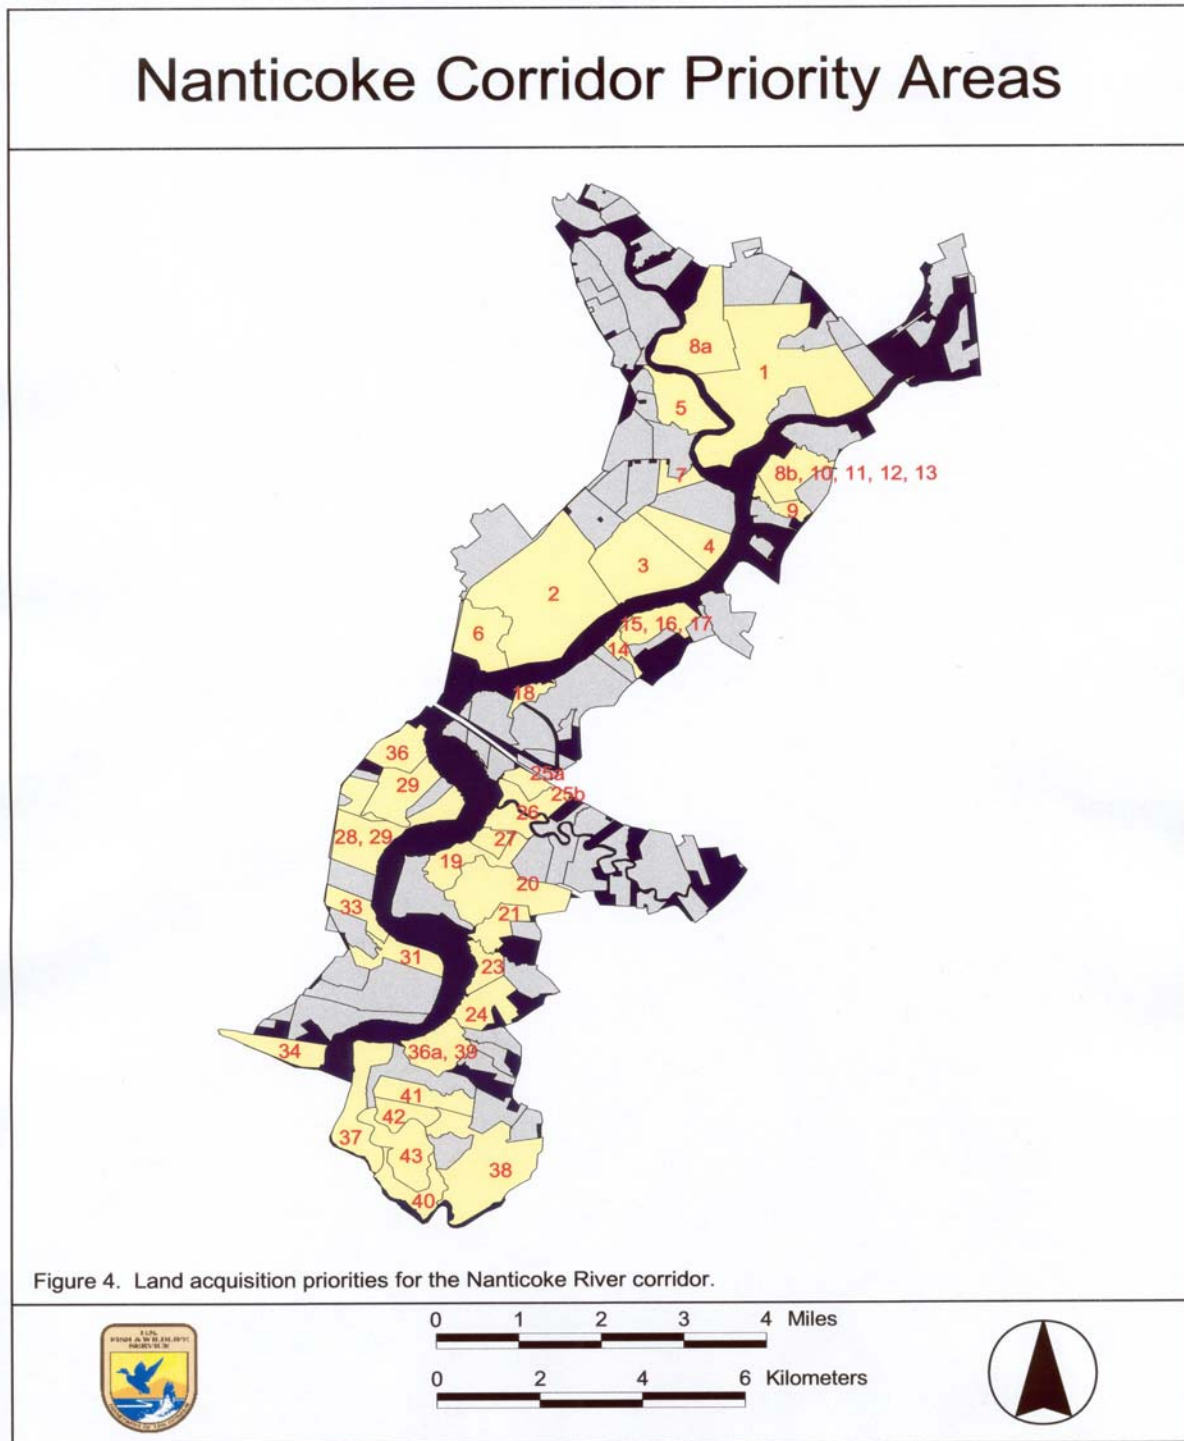 Nanticoke Corridor Priority Areas
8a
1
5
7
8b, 10, 11, 12, 13
9
4
3
2
15, 16, 17
6
14
18
36
25a
29
25b
26
28, 29
27
19
20
33
21
31
23
24
34
36a, 39
41
42
37
43
38
40
Figure 4. Land acquisition priorities for the Nanticoke River corridor.
0 1 2 3 4 Miles
0 2 4 6 Kilometers
U.S.
FISH & WILDLIFE
SERVICE